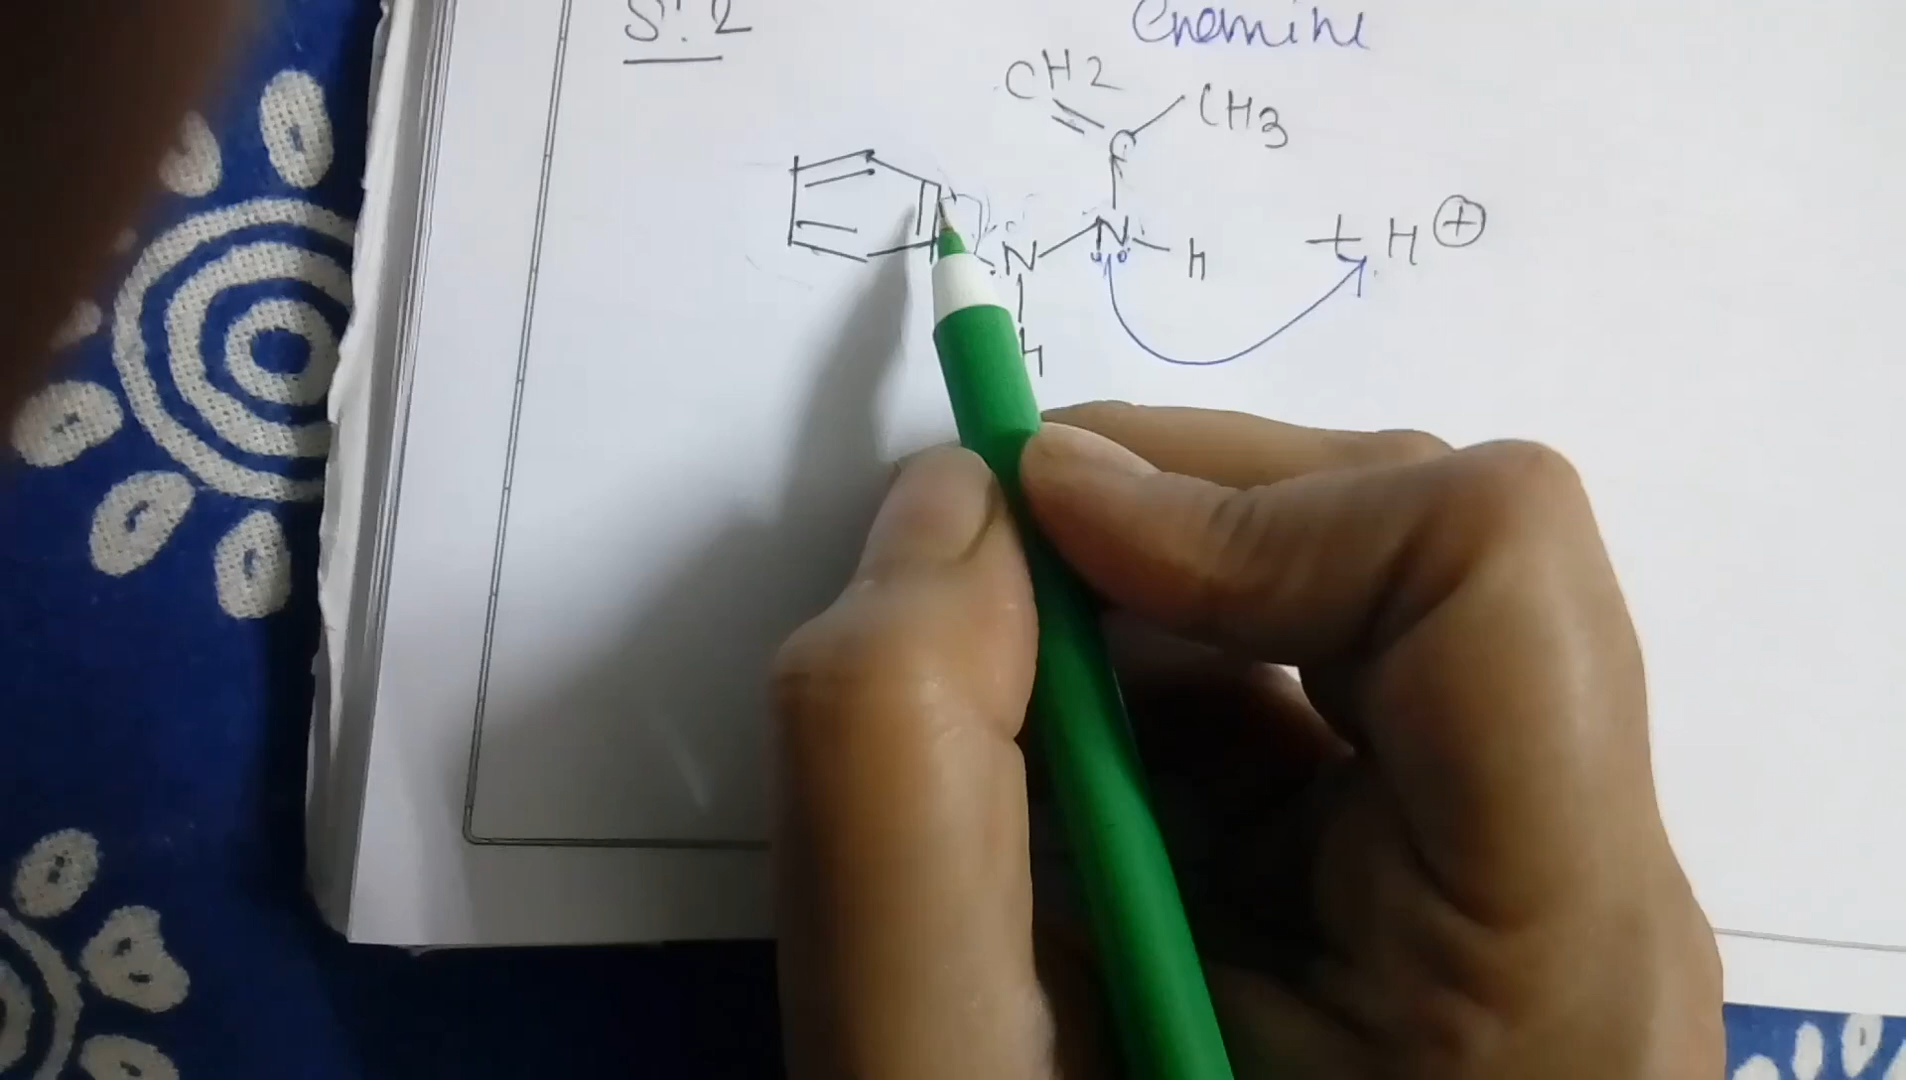 S:2
Enamine
CH2
C CH3
N N H + H ⊕
H